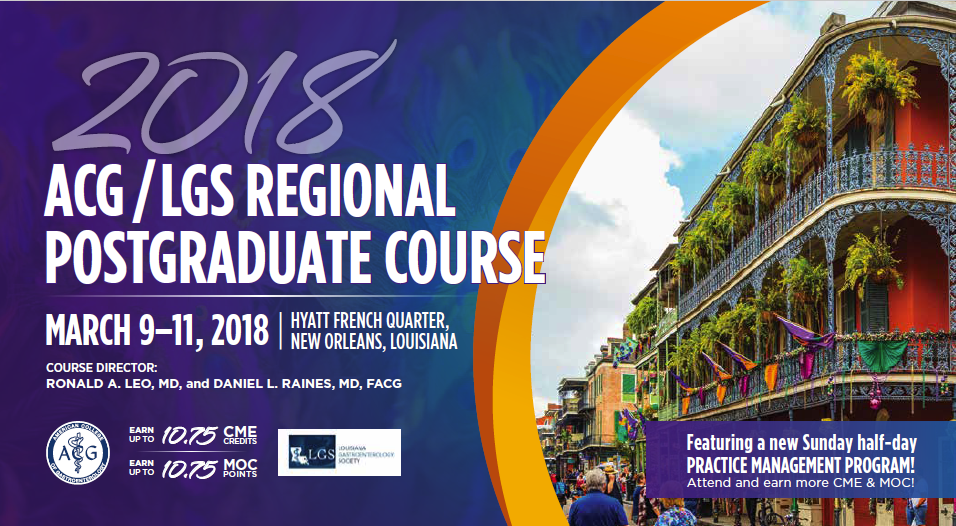 2018
ACG / LGS REGIONAL
POSTGRADUATE COURSE
MARCH 9–11, 2018
HYATT FRENCH QUARTER,
NEW ORLEANS, LOUISIANA
COURSE DIRECTOR:
RONALD A. LEO, MD, and DANIEL L. RAINES, MD, FACG
AMERICAN COLLEGE
OF GASTROENTEROLOGY
ACG
EARN
UP TO 10.75 CME
CREDITS
EARN
UP TO 10.75 MOC
POINTS
LGS
LOUISIANA
GASTROENTEROLOGY
SOCIETY
Featuring a new Sunday half-day
PRACTICE MANAGEMENT PROGRAM!
Attend and earn more CME & MOC!